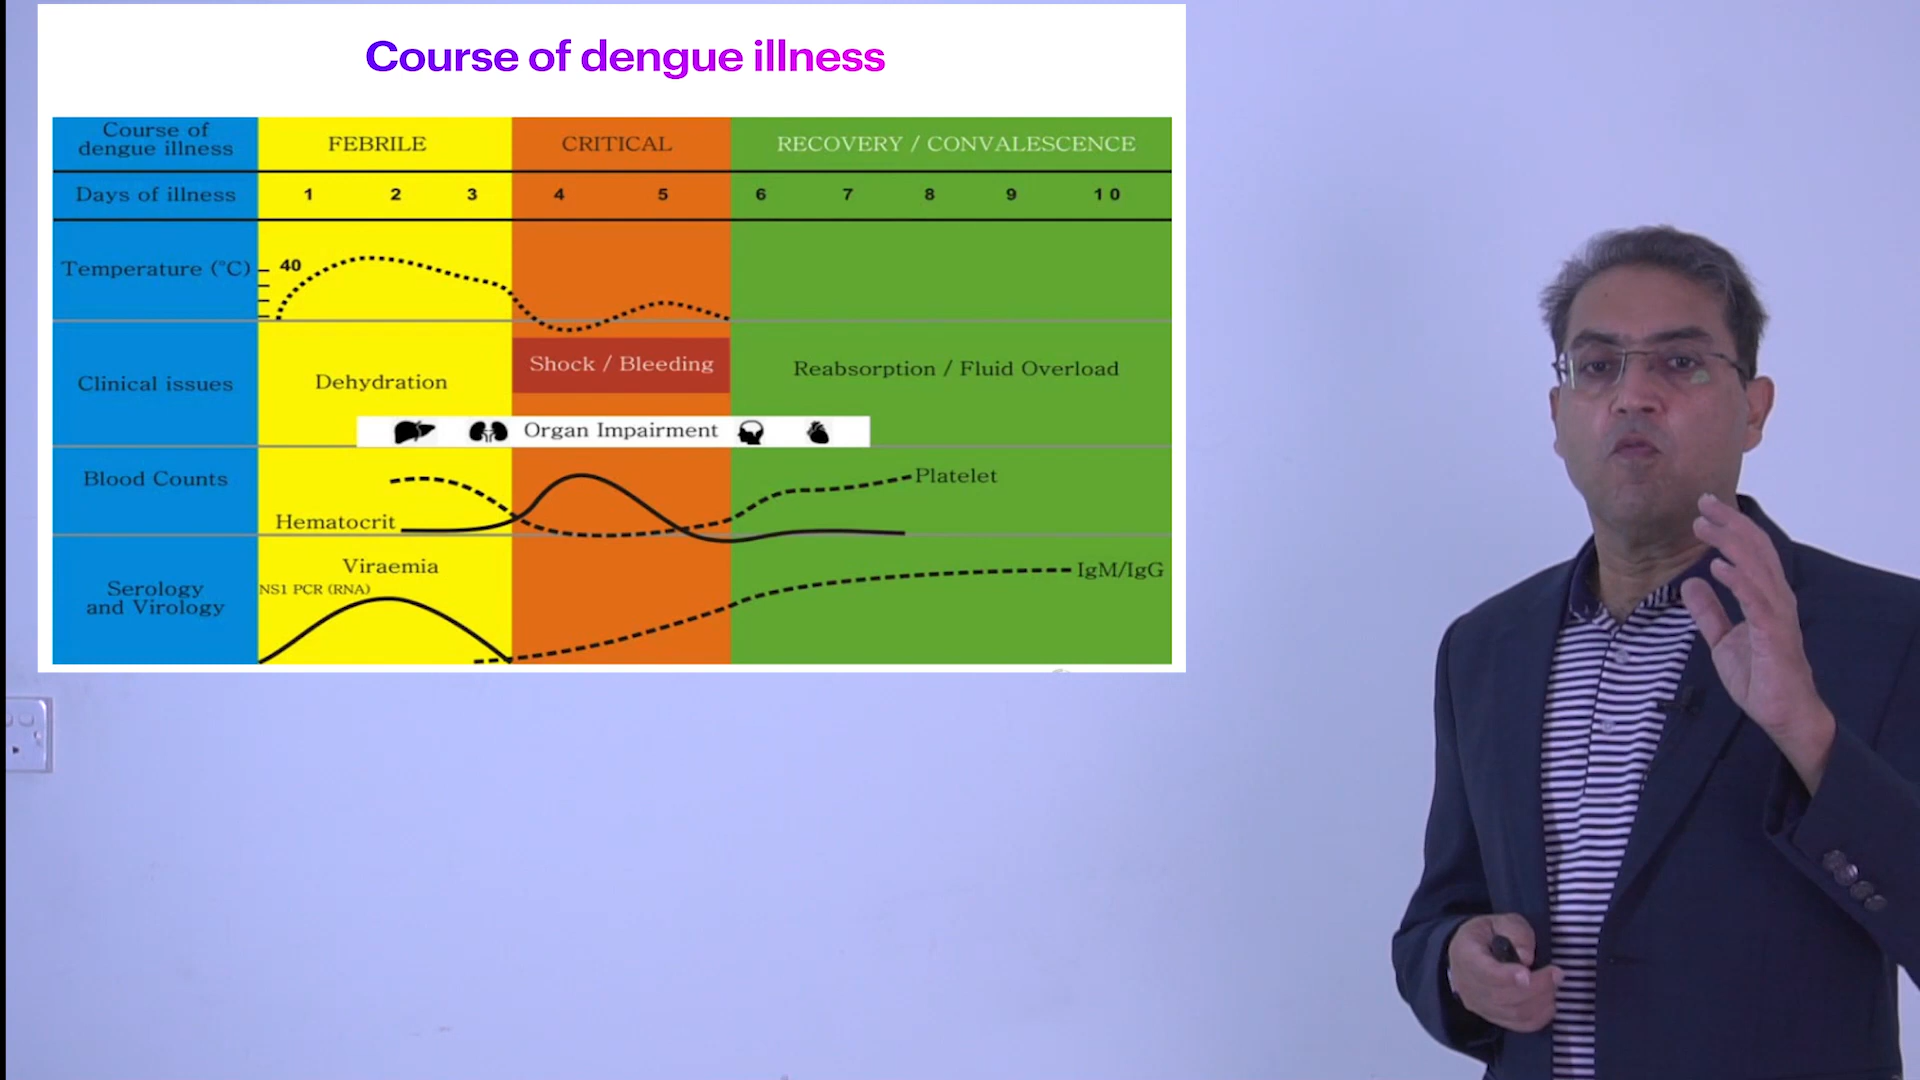 Course of dengue illness
Course of
dengue illness
FEBRILE
CRITICAL
RECOVERY / CONVALESCENCE
Days of illness
1 2 3 4 5 6 7 8 9 10
Temperature (°C)
40
Clinical issues
Dehydration
Shock / Bleeding
Reabsorption / Fluid Overload
Organ Impairment
Blood Counts
Platelet
Hematocrit
Serology
and Virology
Viraemia
NS1 PCR (RNA)
IgM/IgG